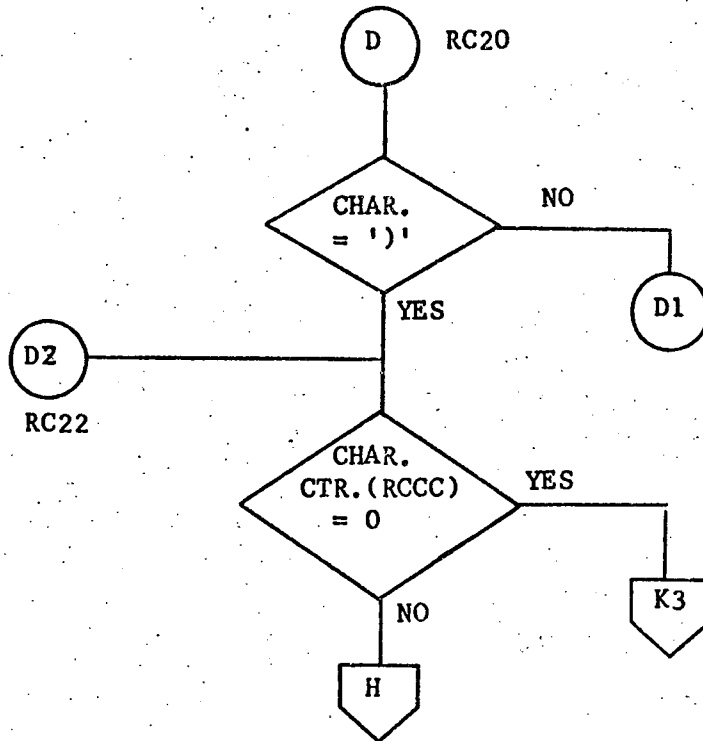 D
RC20
CHAR.
= ')'
NO
D1
YES
D2
RC22
CHAR.
CTR.(RCCC)
= 0
YES
K3
NO
H